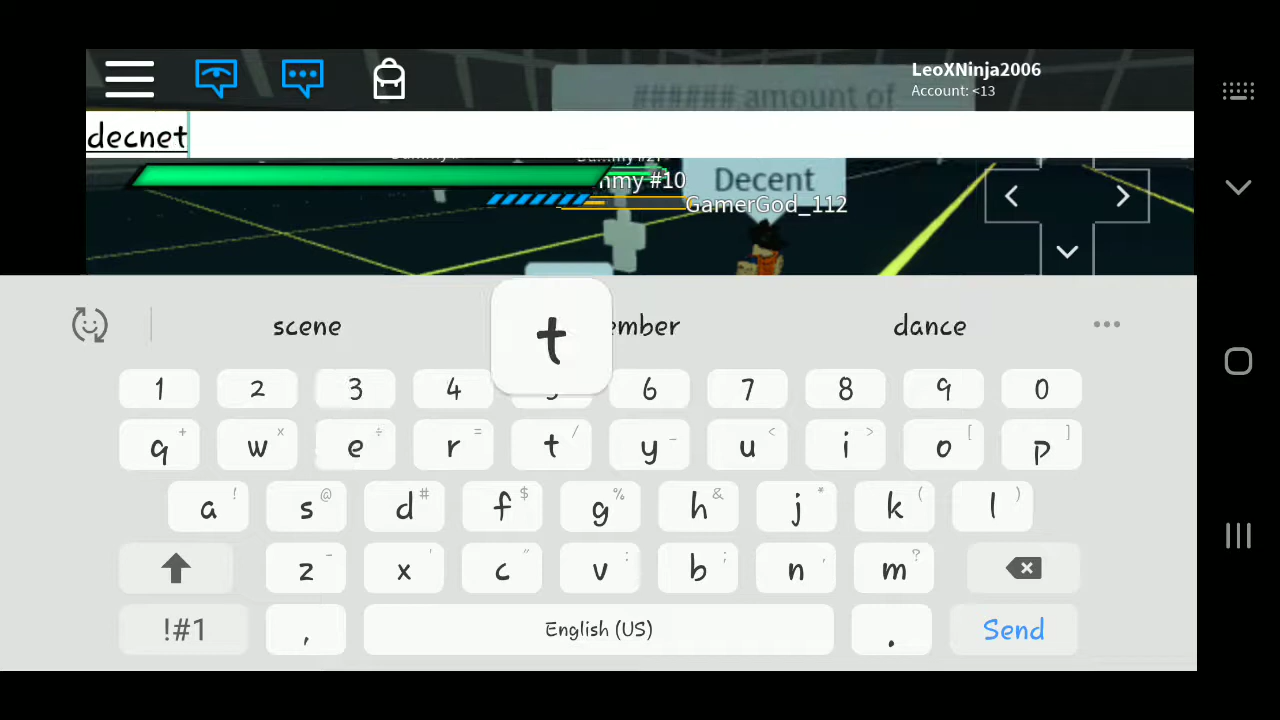 LeoXNinja2006
Account: <13
###### amount of
decnet
mmy #10
Decent
GamerGod_112
scene
ember
dance
t
1 2 3 4 6 7 8 9 0
q + w × e ÷ r = t / y _ u < i > o [ p ]
a ! s @ d # f $ g % h & j * k ( l )
z - x ' c " v : b ; n , m ?
!#1 , English (US) . Send